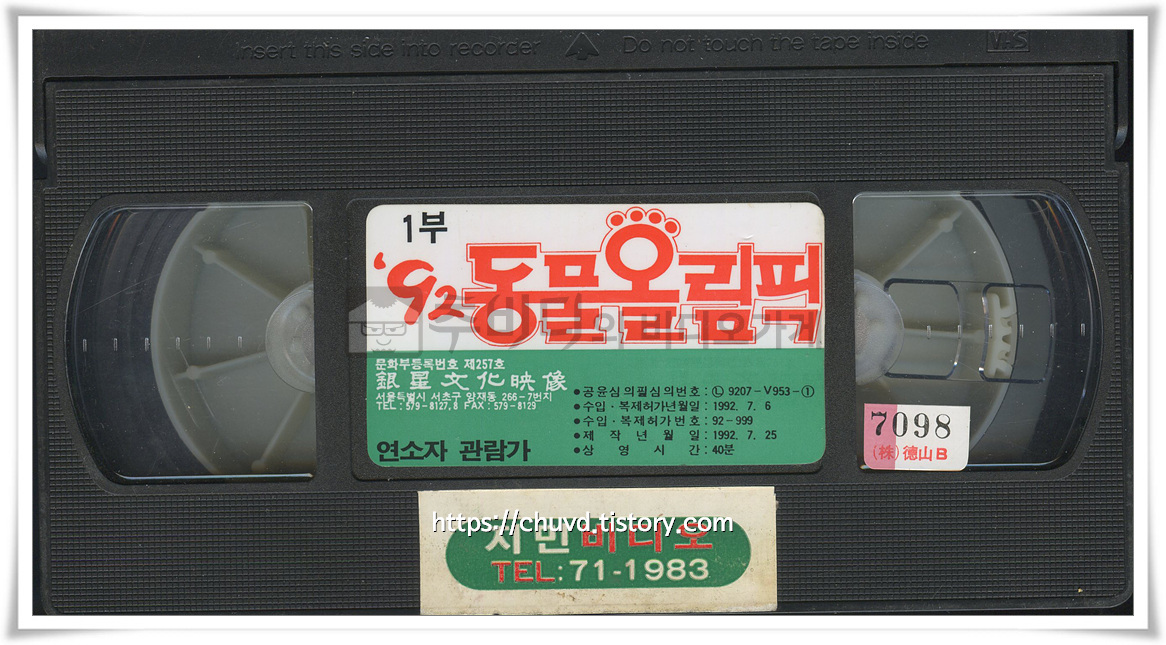 Insert this side into recorder
Do not touch the tape inside
VHS
1부
'92 동물올림픽
문화부등록번호 제257호
銀星文化映像
서울특별시 서초구 양재동 266-7번지
TEL : 579-8127,8 FAX : 579-8129
연소자 관람가
●공윤심의필심의번호 : Ⓛ 9207-V953-①
●수입·복제허가년월일 : 1992. 7. 6
●수입·복제허가번호 : 92-999
●제작년월일 : 1992. 7. 25
●상영시간 : 40분
7098
(株)徳山B
https://chuvd.tistory.com
비디오
TEL:71-1983